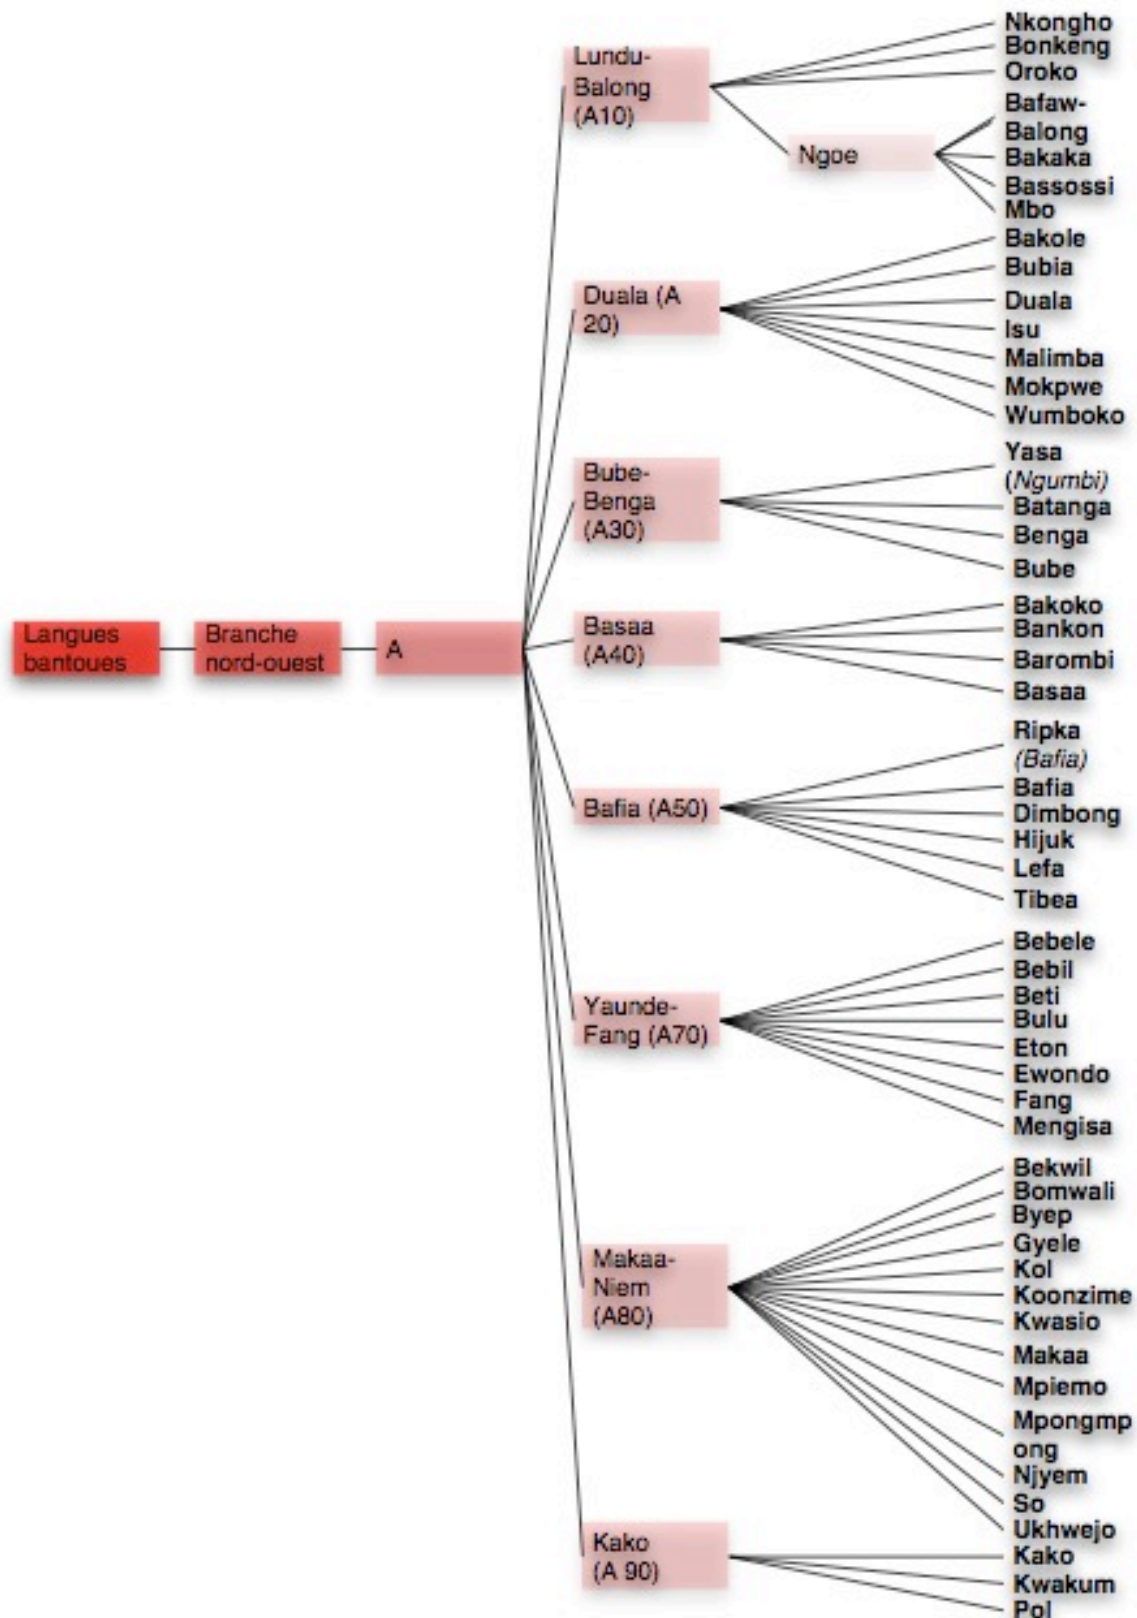 Langues
bantoues
Branche
nord-ouest
A
Lundu-
Balong
(A10)
Nkongho
Bonkeng
Oroko
Ngoe
Bafaw-
Balong
Bakaka
Bassossi
Mbo
Duala (A
20)
Bakole
Bubia
Duala
Isu
Malimba
Mokpwe
Wumboko
Bube-
Benga
(A30)
Yasa
(Ngumbi)
Batanga
Benga
Bube
Basaa
(A40)
Bakoko
Bankon
Barombi
Basaa
Bafia (A50)
Ripka
(Bafia)
Bafia
Dimbong
Hijuk
Lefa
Tibea
Yaunde-
Fang (A70)
Bebele
Bebil
Beti
Bulu
Eton
Ewondo
Fang
Mengisa
Makaa-
Niem
(A80)
Bekwil
Bomwali
Byep
Gyele
Kol
Koonzime
Kwasio
Makaa
Mpiemo
Mpongmp
ong
Njyem
So
Ukhwejo
Kako
(A 90)
Kako
Kwakum
Pol